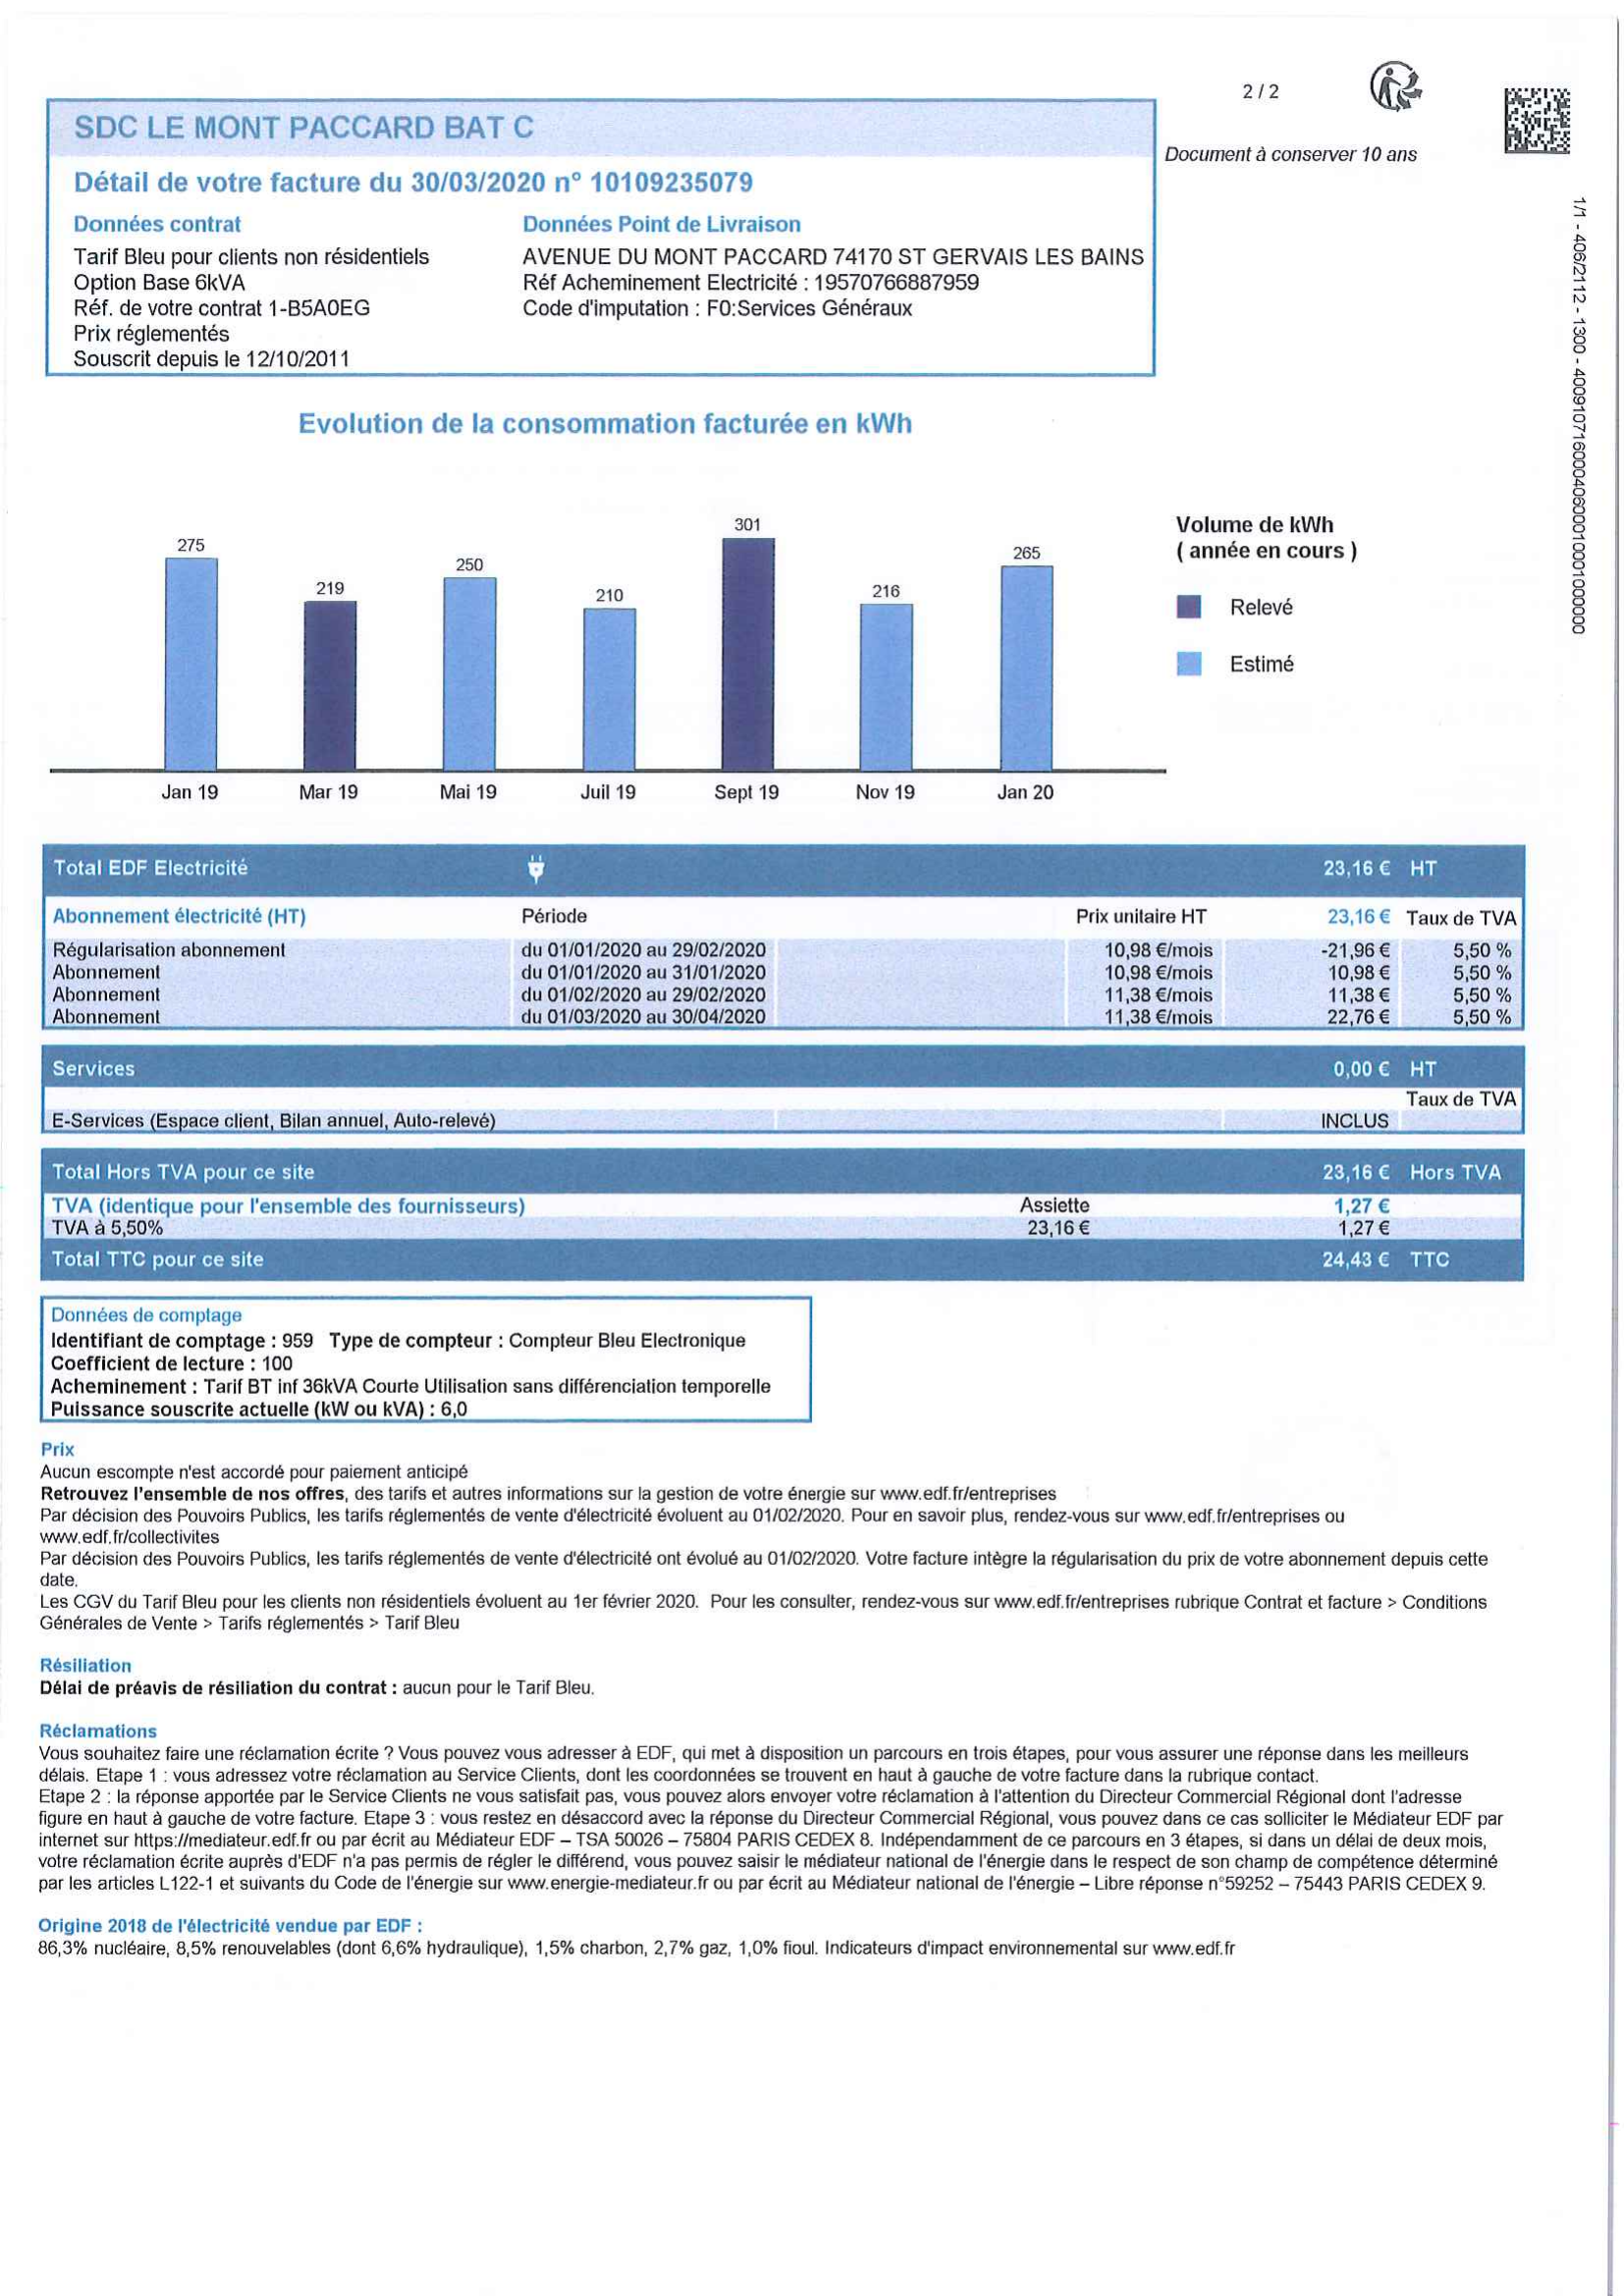 2 / 2
Document à conserver 10 ans
1/1 - 406/2112 - 1300 - 40091071600040600010001000000
SDC LE MONT PACCARD BAT C
Détail de votre facture du 30/03/2020 n° 10109235079
Données contrat
Tarif Bleu pour clients non résidentiels
Option Base 6kVA
Réf. de votre contrat 1-B5A0EG
Prix réglementés
Souscrit depuis le 12/10/2011
Données Point de Livraison
AVENUE DU MONT PACCARD 74170 ST GERVAIS LES BAINS
Réf Acheminement Electricité : 19570766887959
Code d'imputation : F0:Services Généraux
Evolution de la consommation facturée en kWh
275
219
250
210
301
216
265
Jan 19 Mar 19 Mai 19 Juil 19 Sept 19 Nov 19 Jan 20
Volume de kWh
( année en cours )
Relevé
Estimé
Total EDF Electricité 23,16 € HT
Abonnement électricité (HT) Période Prix unitaire HT 23,16 € Taux de TVA
Régularisation abonnement du 01/01/2020 au 29/02/2020 10,98 €/mois -21,96 € 5,50 %
Abonnement du 01/01/2020 au 31/01/2020 10,98 €/mois 10,98 € 5,50 %
Abonnement du 01/02/2020 au 29/02/2020 11,38 €/mois 11,38 € 5,50 %
Abonnement du 01/03/2020 au 30/04/2020 11,38 €/mois 22,76 € 5,50 %
Services 0,00 € HT
Taux de TVA
E-Services (Espace client, Bilan annuel, Auto-relevé) INCLUS
Total Hors TVA pour ce site 23,16 € Hors TVA
TVA (identique pour l'ensemble des fournisseurs) Assiette 1,27 €
TVA à 5,50% 23,16 € 1,27 €
Total TTC pour ce site 24,43 € TTC
Données de comptage
Identifiant de comptage : 959 Type de compteur : Compteur Bleu Electronique
Coefficient de lecture : 100
Acheminement : Tarif BT inf 36kVA Courte Utilisation sans différenciation temporelle
Puissance souscrite actuelle (kW ou kVA) : 6,0
Prix
Aucun escompte n'est accordé pour paiement anticipé
Retrouvez l'ensemble de nos offres, des tarifs et autres informations sur la gestion de votre énergie sur www.edf.fr/entreprises
Par décision des Pouvoirs Publics, les tarifs réglementés de vente d'électricité évoluent au 01/02/2020. Pour en savoir plus, rendez-vous sur www.edf.fr/entreprises ou
www.edf.fr/collectivites
Par décision des Pouvoirs Publics, les tarifs réglementés de vente d'électricité ont évolué au 01/02/2020. Votre facture intègre la régularisation du prix de votre abonnement depuis cette
date.
Les CGV du Tarif Bleu pour les clients non résidentiels évoluent au 1er février 2020. Pour les consulter, rendez-vous sur www.edf.fr/entreprises rubrique Contrat et facture > Conditions
Générales de Vente > Tarifs réglementés > Tarif Bleu
Résiliation
Délai de préavis de résiliation du contrat : aucun pour le Tarif Bleu.
Réclamations
Vous souhaitez faire une réclamation écrite ? Vous pouvez vous adresser à EDF, qui met à disposition un parcours en trois étapes, pour vous assurer une réponse dans les meilleurs
délais. Etape 1 : vous adressez votre réclamation au Service Clients, dont les coordonnées se trouvent en haut à gauche de votre facture dans la rubrique contact.
Etape 2 : la réponse apportée par le Service Clients ne vous satisfait pas, vous pouvez alors envoyer votre réclamation à l'attention du Directeur Commercial Régional dont l'adresse
figure en haut à gauche de votre facture. Etape 3 : vous restez en désaccord avec la réponse du Directeur Commercial Régional, vous pouvez dans ce cas solliciter le Médiateur EDF par
internet sur https://mediateur.edf.fr ou par écrit au Médiateur EDF – TSA 50026 – 75804 PARIS CEDEX 8. Indépendamment de ce parcours en 3 étapes, si dans un délai de deux mois,
votre réclamation écrite auprès d'EDF n'a pas permis de régler le différend, vous pouvez saisir le médiateur national de l'énergie dans le respect de son champ de compétence déterminé
par les articles L122-1 et suivants du Code de l'énergie sur www.energie-mediateur.fr ou par écrit au Médiateur national de l'énergie – Libre réponse n°59252 – 75443 PARIS CEDEX 9.
Origine 2018 de l'électricité vendue par EDF :
86,3% nucléaire, 8,5% renouvelables (dont 6,6% hydraulique), 1,5% charbon, 2,7% gaz, 1,0% fioul. Indicateurs d'impact environnemental sur www.edf.fr